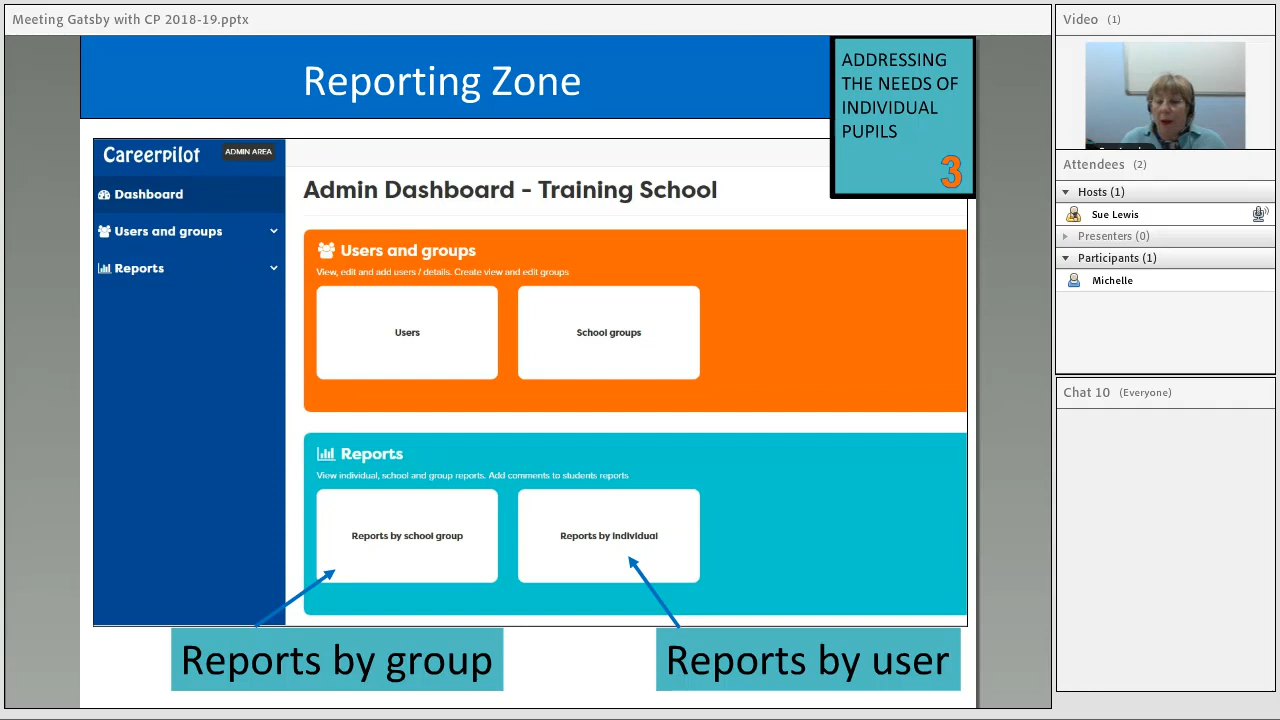 Meeting Gatsby with CP 2018-19.pptx
Reporting Zone
ADDRESSING
THE NEEDS OF
INDIVIDUAL
PUPILS
3
Careerpilot
ADMIN AREA
Dashboard
Users and groups
Reports
Admin Dashboard - Training School
Users and groups
View, edit and add users / details. Create view and edit groups
Users
School groups
Reports
View individual, school and group reports. Add comments to students reports
Reports by school group
Reports by individual
Reports by group
Reports by user
Video (1)
Attendees (2)
Hosts (1)
Sue Lewis
Presenters (0)
Participants (1)
Michelle
Chat 10 (Everyone)